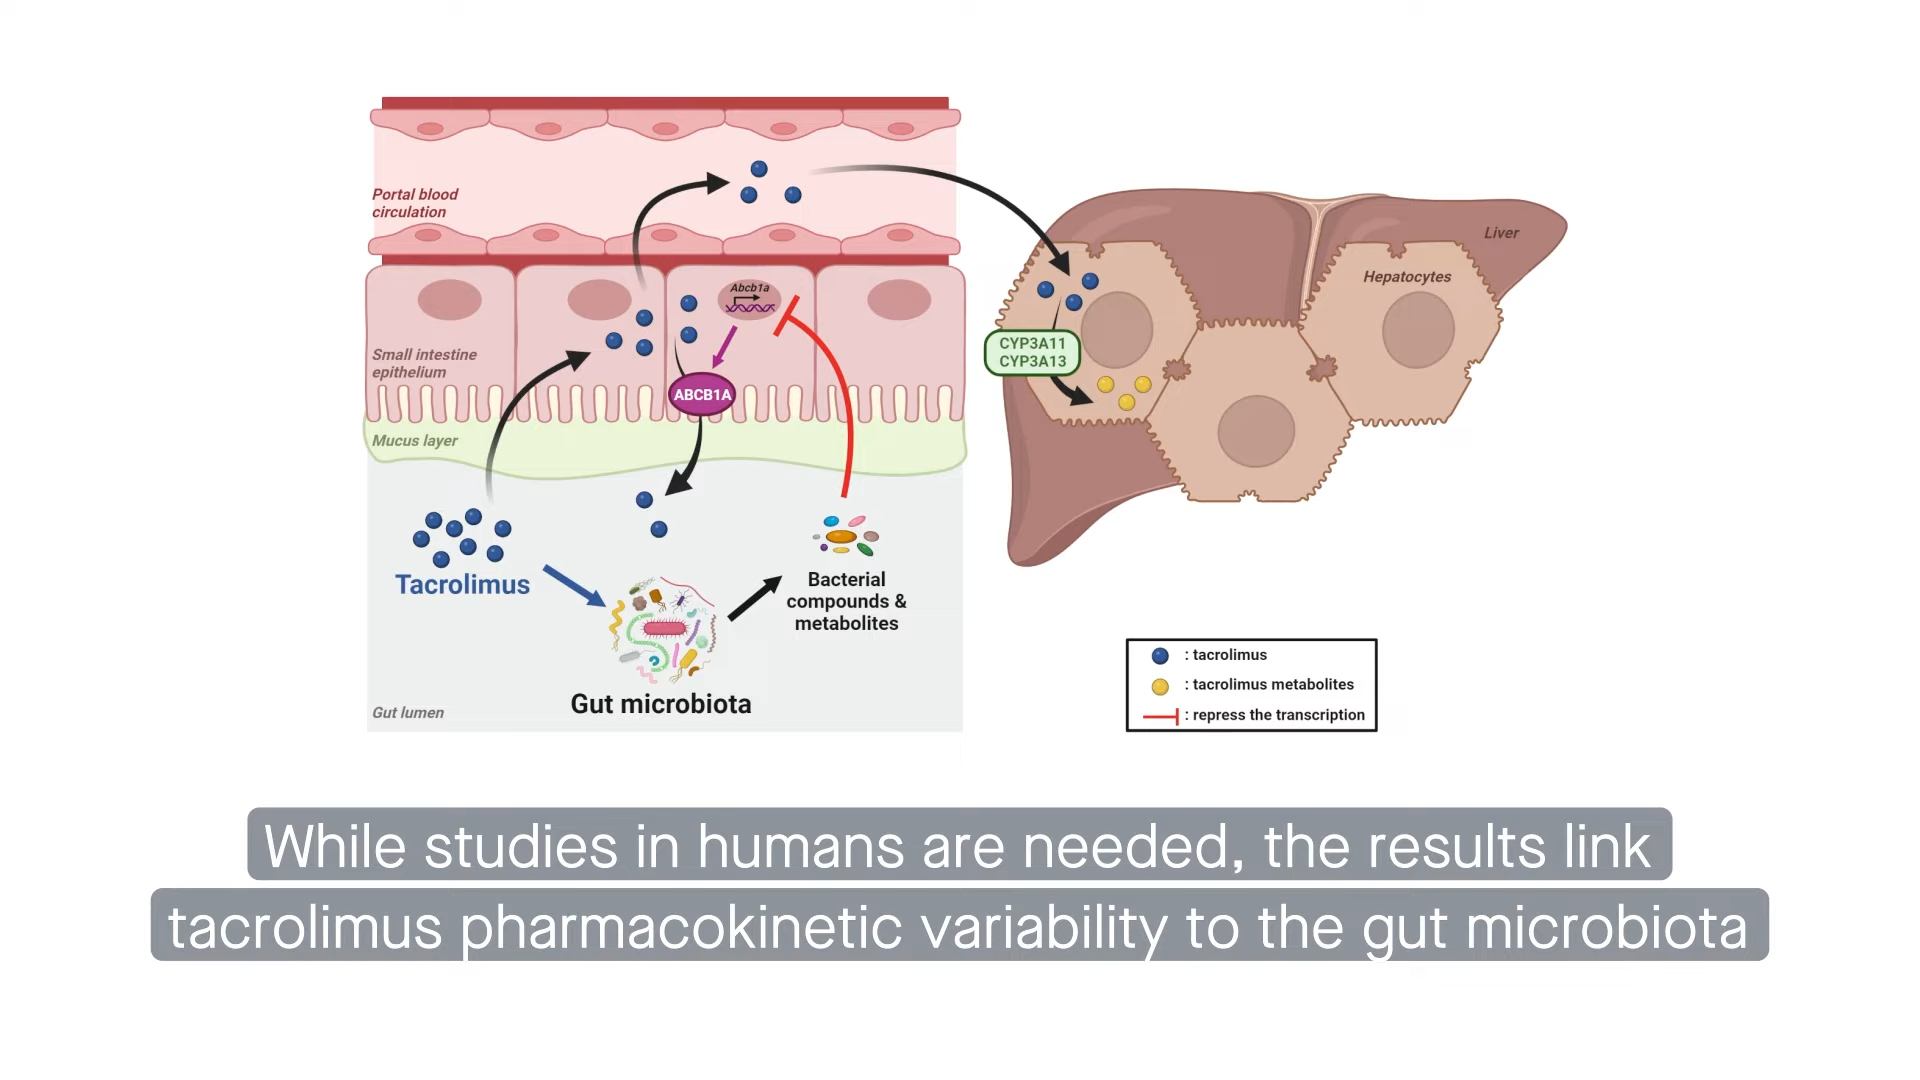 Portal blood
circulation
Abcb1a
Small intestine
epithelium
ABCB1A
Mucus layer
Tacrolimus
Bacterial
compounds &
metabolites
Gut microbiota
Gut lumen
Liver
Hepatocytes
CYP3A11
CYP3A13
: tacrolimus
: tacrolimus metabolites
: repress the transcription
While studies in humans are needed, the results link
tacrolimus pharmacokinetic variability to the gut microbiota